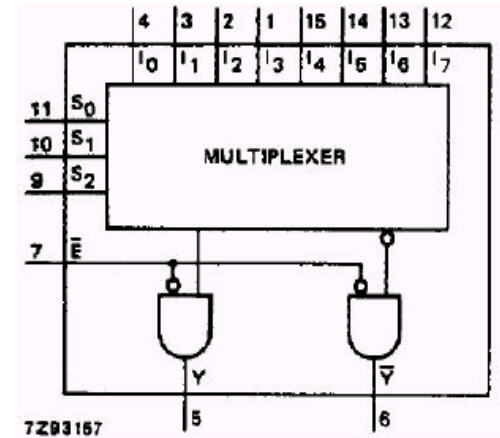 4 3 2 1 15 14 13 12
I0 I1 I2 I3 I4 I5 I6 I7
11 S0
10 S1
9 S2
MULTIPLEXER
7 E̅
Y Y̅
5 6
7Z93157